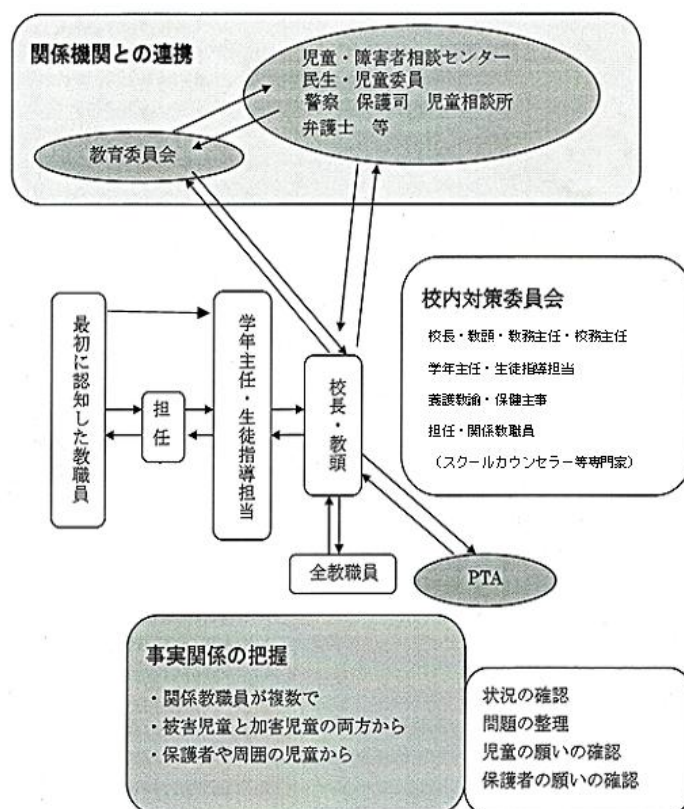 関係機関との連携
児童・障害者相談センター
民生・児童委員
警察　保護司　児童相談所
弁護士　等
教育委員会
最初に認知した教職員
担任
学年主任・生徒指導担当
校長・教頭
校内対策委員会
校長・教頭・教務主任・校務主任
学年主任・生徒指導担当
養護教諭・保健主事
担任・関係教職員
（スクールカウンセラー等専門家）
全教職員
PTA
事実関係の把握
・関係教職員が複数で
・被害児童と加害児童の両方から
・保護者や周囲の児童から
状況の確認
問題の整理
児童の願いの確認
保護者の願いの確認